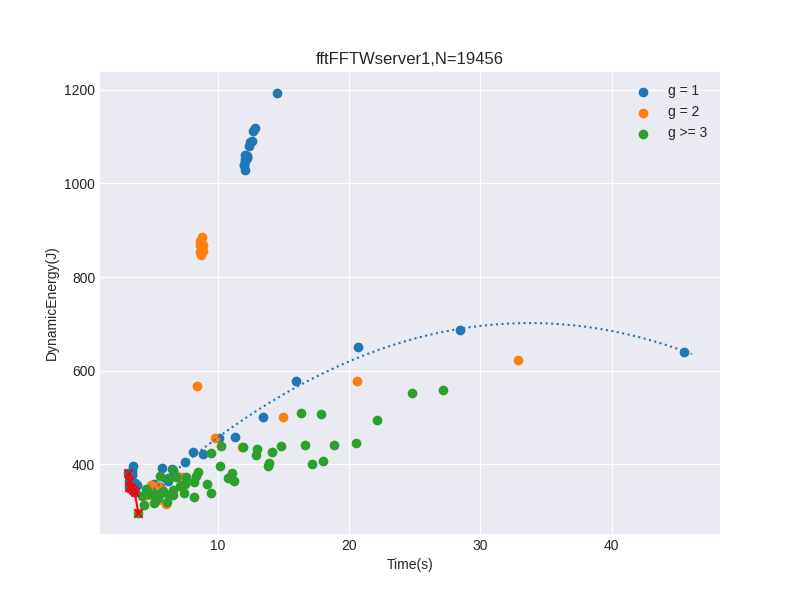 fftFFTWserver1,N=19456
1200
1000
800
600
400
DynamicEnergy(J)
g = 1
g = 2
g >= 3
10
20
30
40
Time(s)